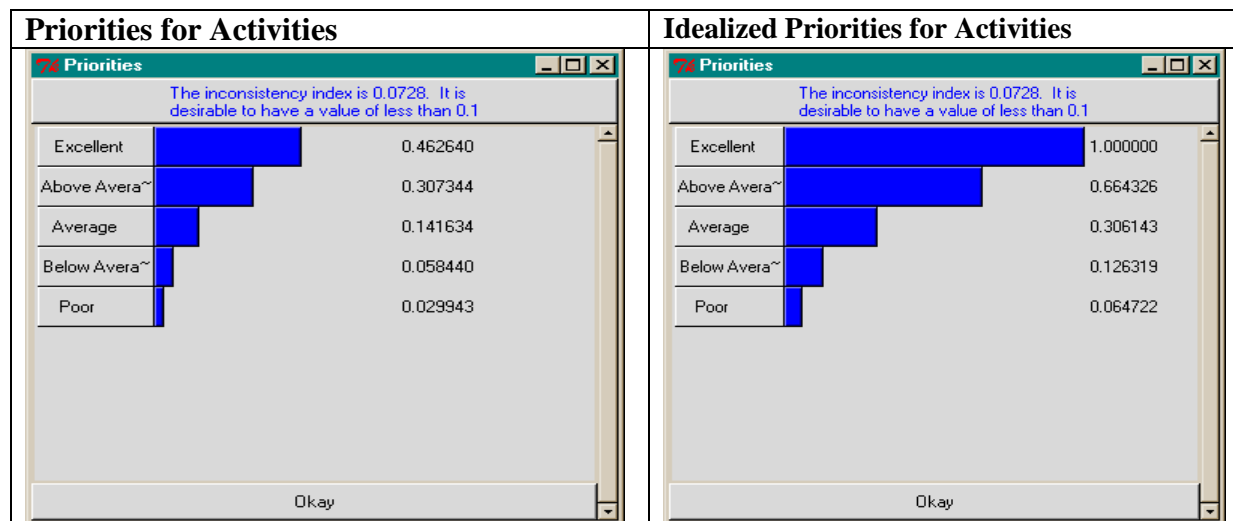 Priorities for Activities
Idealized Priorities for Activities
Priorities
The inconsistency index is 0.0728. It is
desirable to have a value of less than 0.1
Excellent 0.462640
Above Avera~ 0.307344
Average 0.141634
Below Avera~ 0.058440
Poor 0.029943
Okay
Priorities
The inconsistency index is 0.0728. It is
desirable to have a value of less than 0.1
Excellent 1.000000
Above Avera~ 0.664326
Average 0.306143
Below Avera~ 0.126319
Poor 0.064722
Okay